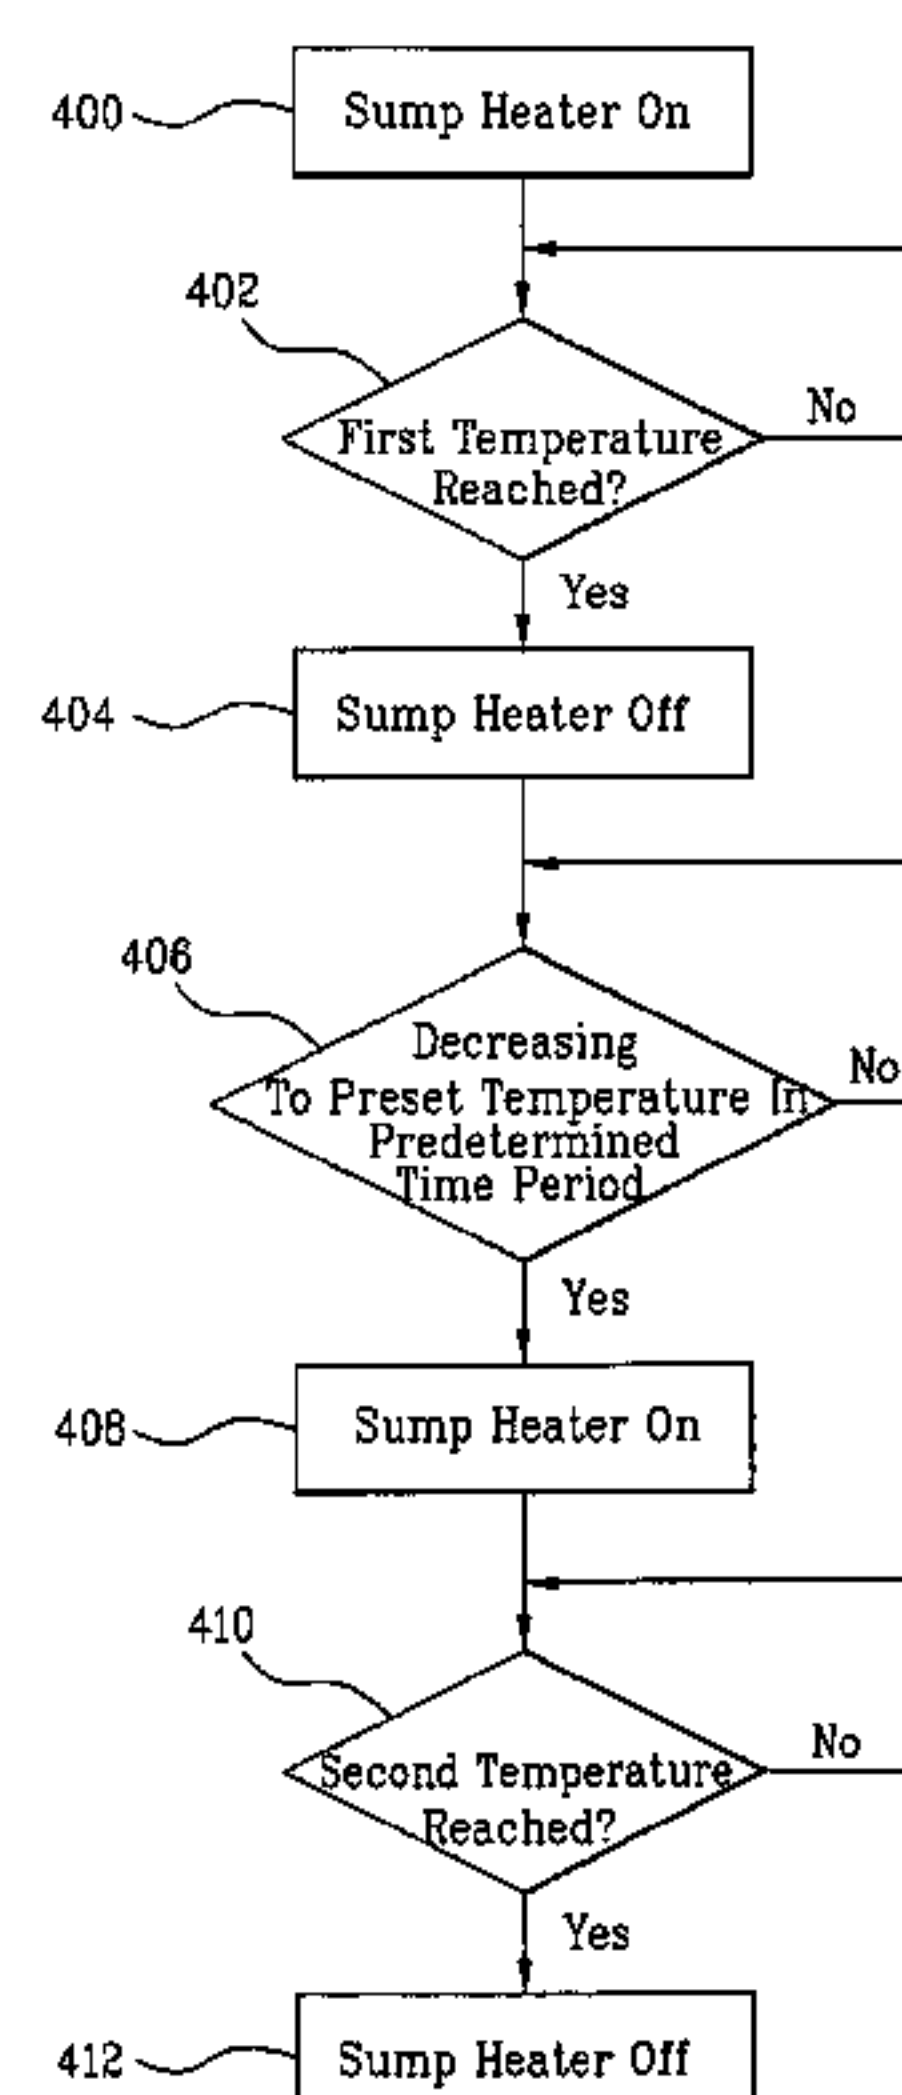 400
Sump Heater On
402
No
First Temperature
Reached?
Yes
404
Sump Heater Off
406
Decreasing
No
To Preset Temperature In
Predetermined
Time Period
Yes
408
Sump Heater On
410
No
Second Temperature
Reached?
Yes
412
Sump Heater Off